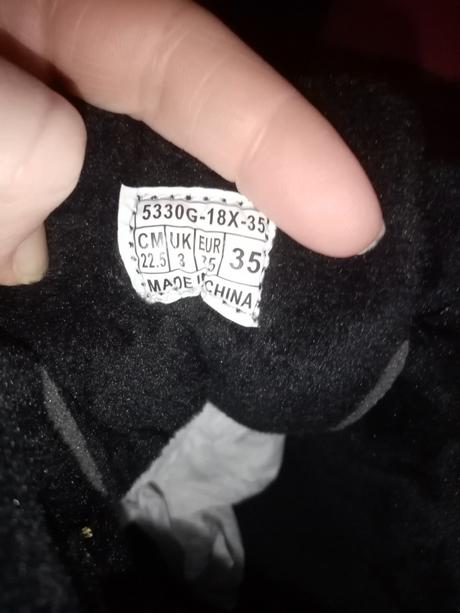 5330G-18X-35
CM UK EUR 35
22.5 3 35
MADE IN CHINA